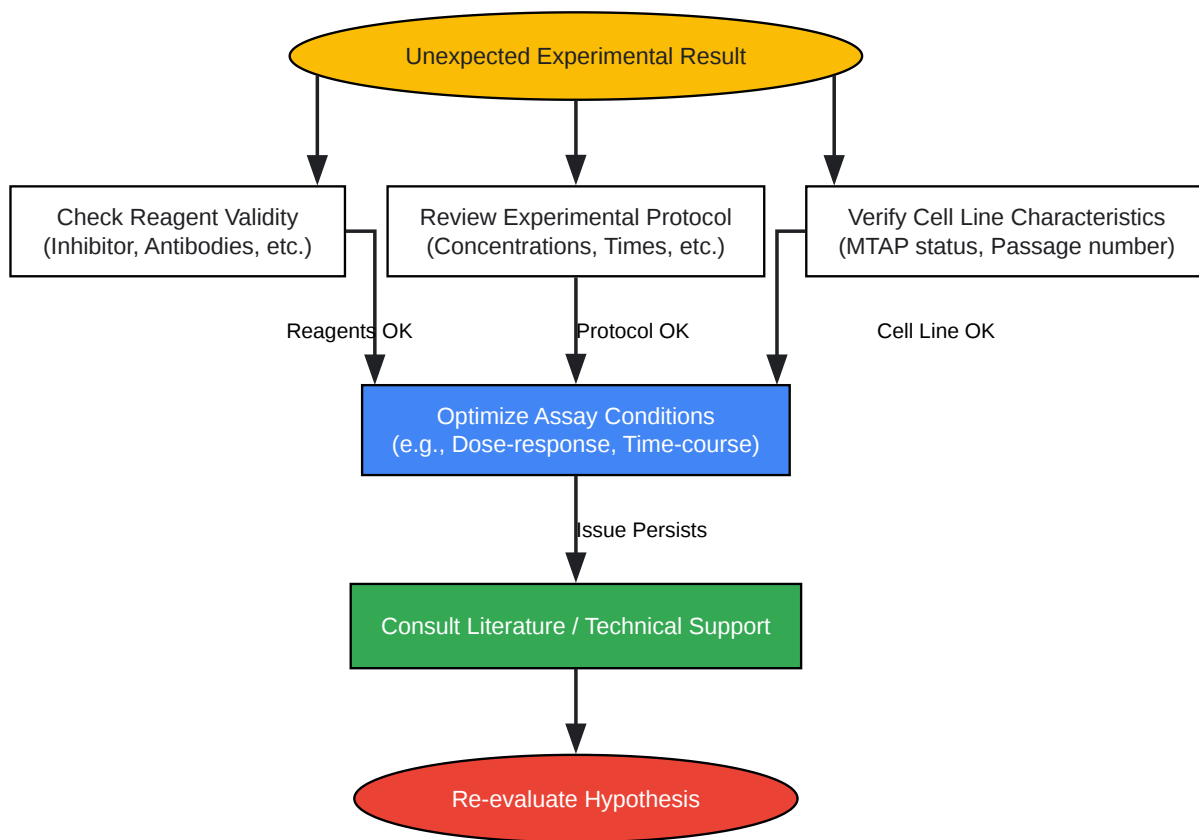 Unexpected Experimental Result
Check Reagent Validity
(Inhibitor, Antibodies, etc.)
Review Experimental Protocol
(Concentrations, Times, etc.)
Verify Cell Line Characteristics
(MTAP status, Passage number)
Reagents OK
Protocol OK
Cell Line OK
Optimize Assay Conditions
(e.g., Dose-response, Time-course)
Issue Persists
Consult Literature / Technical Support
Re-evaluate Hypothesis